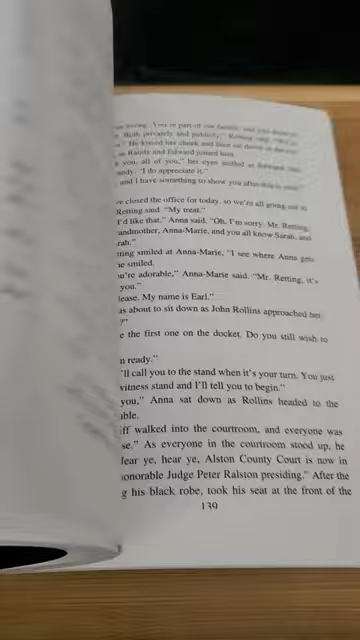 wrong. You're part of our family, and you deserve
Both privately and publicly," Retting said.
." He kissed her cheek and then sat down
as Randy and Edward joined him.
you, all of you," her eyes smiled at Edward
andy. "I do appreciate it."
and I have something to show you after this is over."
ve closed the office for today, so we're all going out to
Retting said. "My treat."
I'd like that," Anna said. "Oh, I'm sorry. Mr. Retting,
andmother, Anna-Marie, and you all know Sarah, and
rah."
tting smiled at Anna-Marie, "I see where Anna gets
he smiled.
ou're adorable," Anna-Marie said. "Mr. Retting, it's
you."
lease. My name is Earl."
as about to sit down as John Rollins approached her.
?"
e the first one on the docket. Do you still wish to
n ready."
'll call you to the stand when it's your turn. You just
witness stand and I'll tell you to begin."
you," Anna sat down as Rollins headed to the
able.
iff walked into the courtroom, and everyone was
se." As everyone in the courtroom stood up, he
Hear ye, hear ye, Alston County Court is now in
onorable Judge Peter Ralston presiding." After the
g his black robe, took his seat at the front of the
139